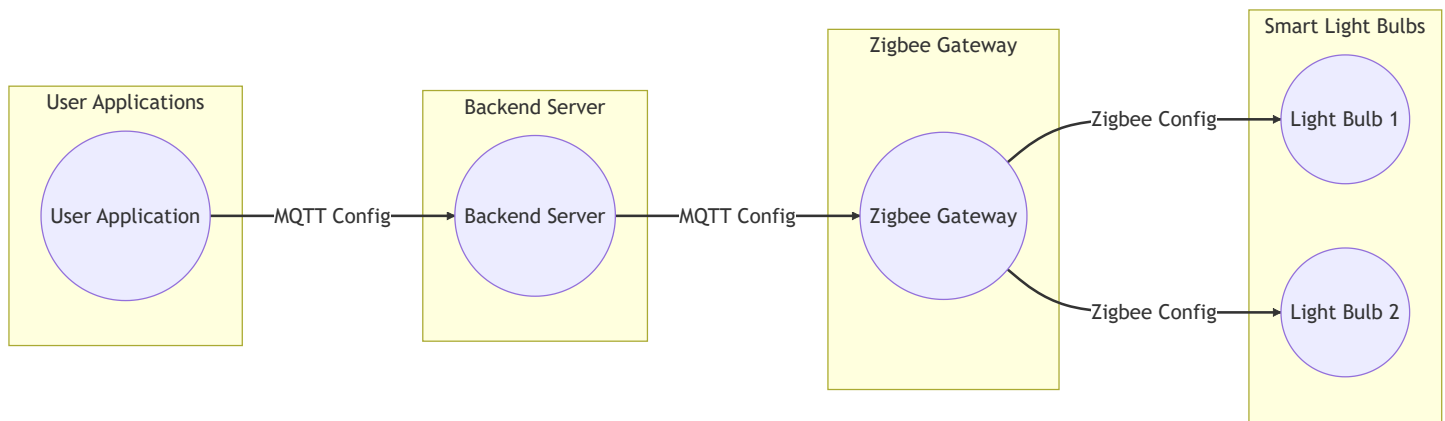 User Applications
User Application
MQTT Config
Backend Server
Backend Server
MQTT Config
Zigbee Gateway
Zigbee Gateway
Zigbee Config
Zigbee Config
Smart Light Bulbs
Light Bulb 1
Light Bulb 2